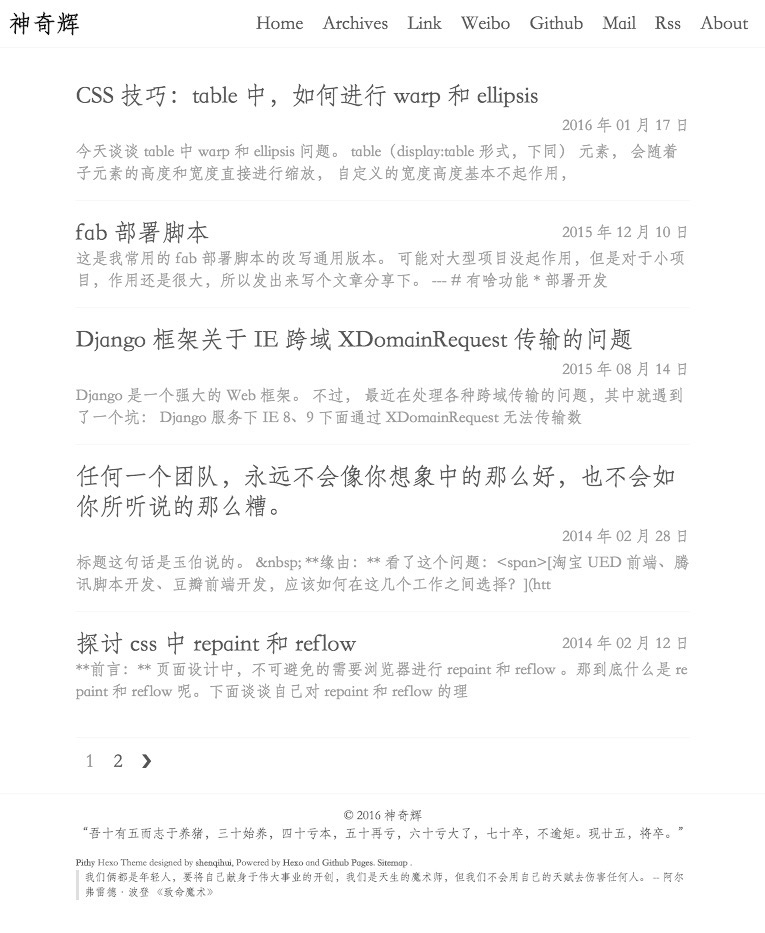 神奇辉
Home Archives Link Weibo Github Mail Rss About
CSS 技巧：table 中，如何进行 warp 和 ellipsis
2016 年 01 月 17 日
今天谈谈 table 中 warp 和 ellipsis 问题。 table（display:table 形式，下同） 元素， 会随着
子元素的高度和宽度直接进行缩放， 自定义的宽度高度基本不起作用，
fab 部署脚本
2015 年 12 月 10 日
这是我常用的 fab 部署脚本的改写通用版本。 可能对大型项目没起作用，但是对于小项
目，作用还是很大，所以发出来写个文章分享下。 --- # 有啥功能 * 部署开发
Django 框架关于 IE 跨域 XDomainRequest 传输的问题
2015 年 08 月 14 日
Django 是一个强大的 Web 框架。 不过， 最近在处理各种跨域传输的问题，其中就遇到
了一个坑： Django 服务下 IE 8、9 下面通过 XDomainRequest 无法传输数
任何一个团队，永远不会像你想象中的那么好，也不会如
你所听说的那么糟。
2014 年 02 月 28 日
标题这句话是玉伯说的。 &nbsp; **缘由：** 看了这个问题：<span>[淘宝 UED 前端、腾
讯脚本开发、豆瓣前端开发，应该如何在这几个工作之间选择？](htt
探讨 css 中 repaint 和 reflow
2014 年 02 月 12 日
**前言：** 页面设计中，不可避免的需要浏览器进行 repaint 和 reflow 。那到底什么是 re
paint 和 reflow 呢。下面谈谈自己对 repaint 和 reflow 的理
1 2 ❯
© 2016 神奇辉
“吾十有五而志于养猪，三十始养，四十亏本，五十再亏，六十亏大了，七十卒，不逾矩。现廿五，将卒。”
Pithy Hexo Theme designed by shenqihui, Powered by Hexo and Github Pages. Sitemap .
我们俩都是年轻人，要将自己献身于伟大事业的开创，我们是天生的魔术师，但我们不会用自己的天赋去伤害任何人。 -- 阿尔
弗雷德 · 波登 《致命魔术》